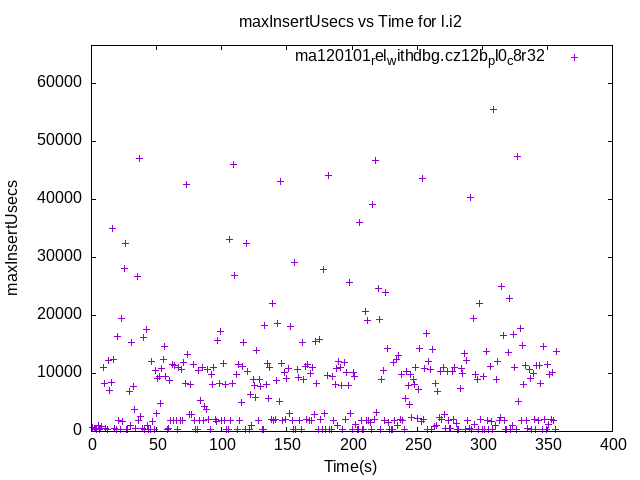 maxInsertUsecs vs Time for l.i2
ma120101relwithdbg.cz12bpl0c8r32
60000
50000
40000
30000
20000
10000
0
maxInsertUsecs
0 50 100 150 200 250 300 350 400
Time(s)